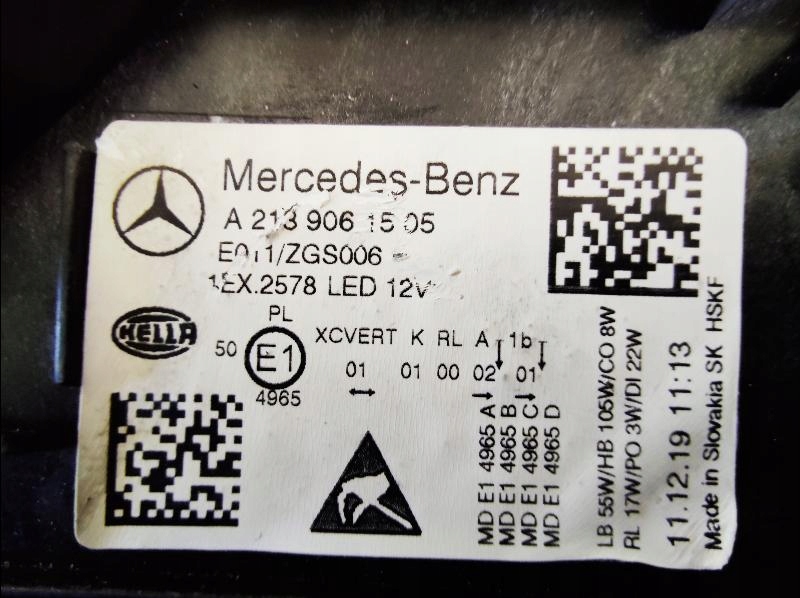 Mercedes-Benz
A 213 906 15 05
E011/ZGS006
1EX.2578 LED 12V
HELLA
PL
50 E1
4965
XCVERT K RL A 1b
01 01 00 02 01
MD E1 4965 A
MD E1 4965 B
MD E1 4965 C
MD E1 4965 D
LB 55W/HB 105W/CO 8W
RL 17W/PO 3W/DI 22W
11.12.19 11:13
Made in Slovakia SK HSKF